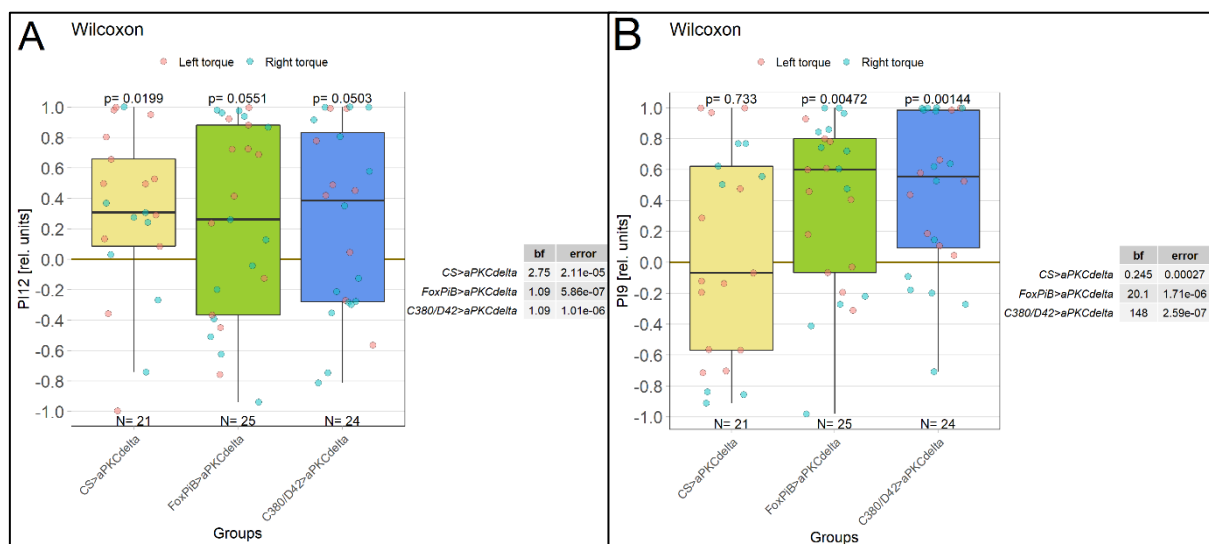 A
Wilcoxon
Left torque Right torque
p= 0.0199 p= 0.0551 p= 0.0503
1.0
0.8
0.6
0.4
0.2
0.0
-0.2
-0.4
-0.6
-0.8
-1.0
PI12 [rel. units]
N= 21 N= 25 N= 24
CS>aPKCdelta
FoxPiB>aPKCdelta
C380/D42>aPKCdelta
Groups
bf error
CS>aPKCdelta 2.75 2.11e-05
FoxPiB>aPKCdelta 1.09 5.86e-07
C380/D42>aPKCdelta 1.09 1.01e-06
B
Wilcoxon
Left torque Right torque
p= 0.733 p= 0.00472 p= 0.00144
1.0
0.8
0.6
0.4
0.2
0.0
-0.2
-0.4
-0.6
-0.8
-1.0
PI9 [rel. units]
N= 21 N= 25 N= 24
CS>aPKCdelta
FoxPiB>aPKCdelta
C380/D42>aPKCdelta
Groups
bf error
CS>aPKCdelta 0.245 0.00027
FoxPiB>aPKCdelta 20.1 1.71e-06
C380/D42>aPKCdelta 148 2.59e-07